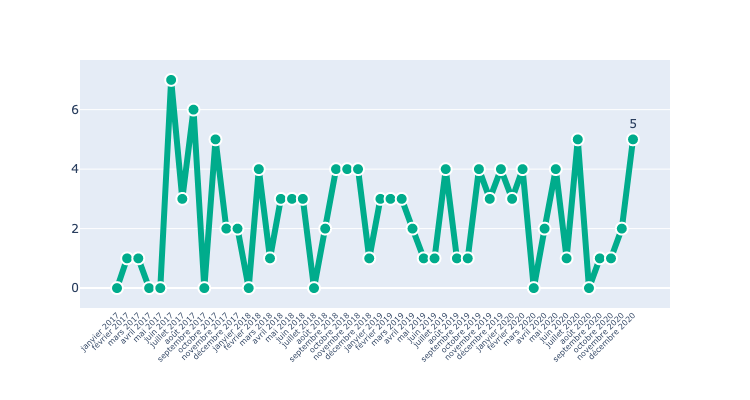 6
4
2
0
5
janvier 2017
février 2017
mars 2017
avril 2017
mai 2017
juin 2017
juillet 2017
août 2017
septembre 2017
octobre 2017
novembre 2017
décembre 2017
janvier 2018
février 2018
mars 2018
avril 2018
mai 2018
juin 2018
juillet 2018
août 2018
septembre 2018
octobre 2018
novembre 2018
décembre 2018
janvier 2019
février 2019
mars 2019
avril 2019
mai 2019
juin 2019
juillet 2019
août 2019
septembre 2019
octobre 2019
novembre 2019
décembre 2019
janvier 2020
février 2020
mars 2020
avril 2020
mai 2020
juin 2020
juillet 2020
août 2020
septembre 2020
octobre 2020
novembre 2020
décembre 2020